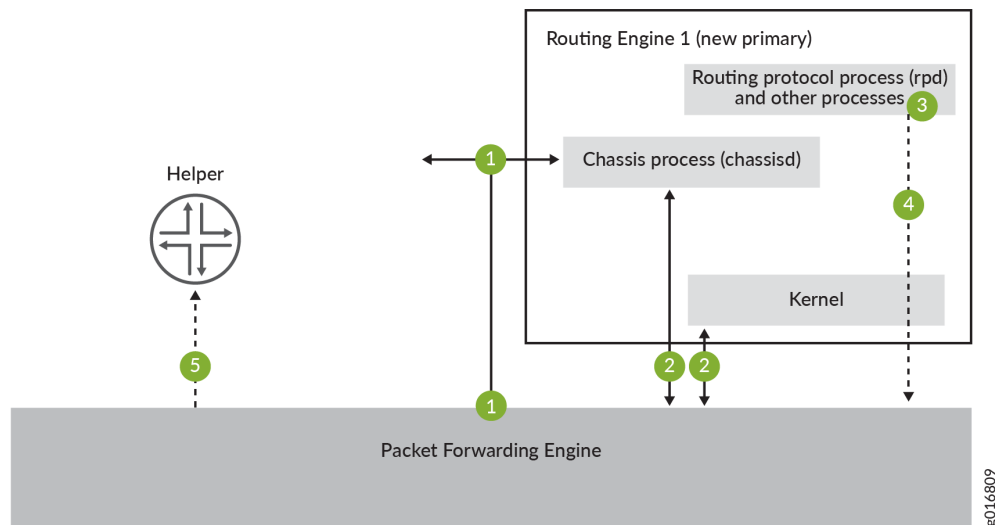 Routing Engine 1 (new primary)
Routing protocol process (rpd)
and other processes
3
1
Chassis process (chassisd)
Helper
4
Kernel
5
2
2
1
Packet Forwarding Engine
g016809